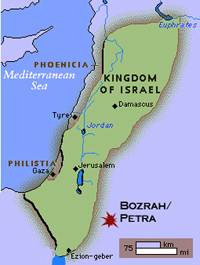 Euphrates
PHOENICIA
Mediterranean
Sea
KINGDOM
OF ISRAEL
Damascus
Tyre
Jordan
PHILISTIA
Gaza
Jerusalem
BOZRAH/
PETRA
Ezion-geber
75
km
mi